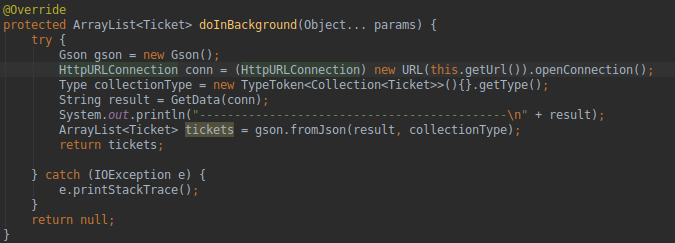 @Override
protected ArrayList<Ticket> doInBackground(Object... params) {
    try {
        Gson gson = new Gson();
        HttpURLConnection conn = (HttpURLConnection) new URL(this.getUrl()).openConnection();
        Type collectionType = new TypeToken<Collection<Ticket>>(){}.getType();
        String result = GetData(conn);
        System.out.println("--------------------------------------------\n" + result);
        ArrayList<Ticket> tickets = gson.fromJson(result, collectionType);
        return tickets;

    } catch (IOException e) {
        e.printStackTrace();
    }
    return null;
}